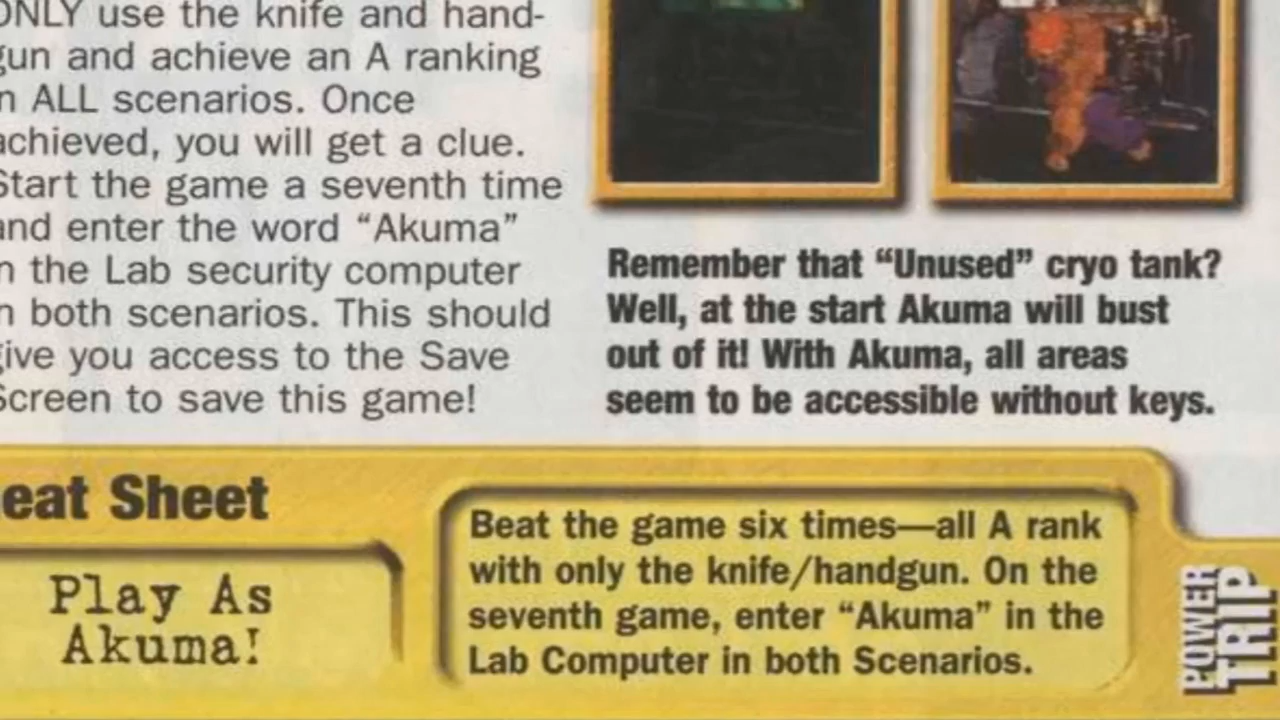 ONLY use the knife and hand-
gun and achieve an A ranking
n ALL scenarios. Once
achieved, you will get a clue.
Start the game a seventh time
and enter the word “Akuma”
n the Lab security computer
n both scenarios. This should
give you access to the Save
Screen to save this game!
Remember that “Unused” cryo tank?
Well, at the start Akuma will bust
out of it! With Akuma, all areas
seem to be accessible without keys.
eat Sheet
Play As
Akuma!
Beat the game six times—all A rank
with only the knife/handgun. On the
seventh game, enter “Akuma” in the
Lab Computer in both Scenarios.
POWER
TRIP